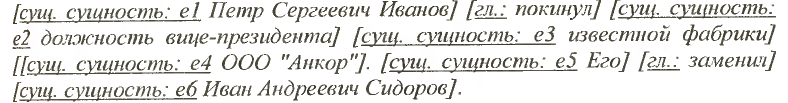 [сущ. сущность: e1 Петр Сергеевич Иванов] [гл.: покинул] [сущ. сущность:
e2 должность вице-президента] [сущ. сущность: e3 известной фабрики]
[[сущ. сущность: e4 ООО "Анкор"]. [сущ. сущность: e5 Его] [гл.: заменил]
[сущ. сущность: e6 Иван Андреевич Сидоров].